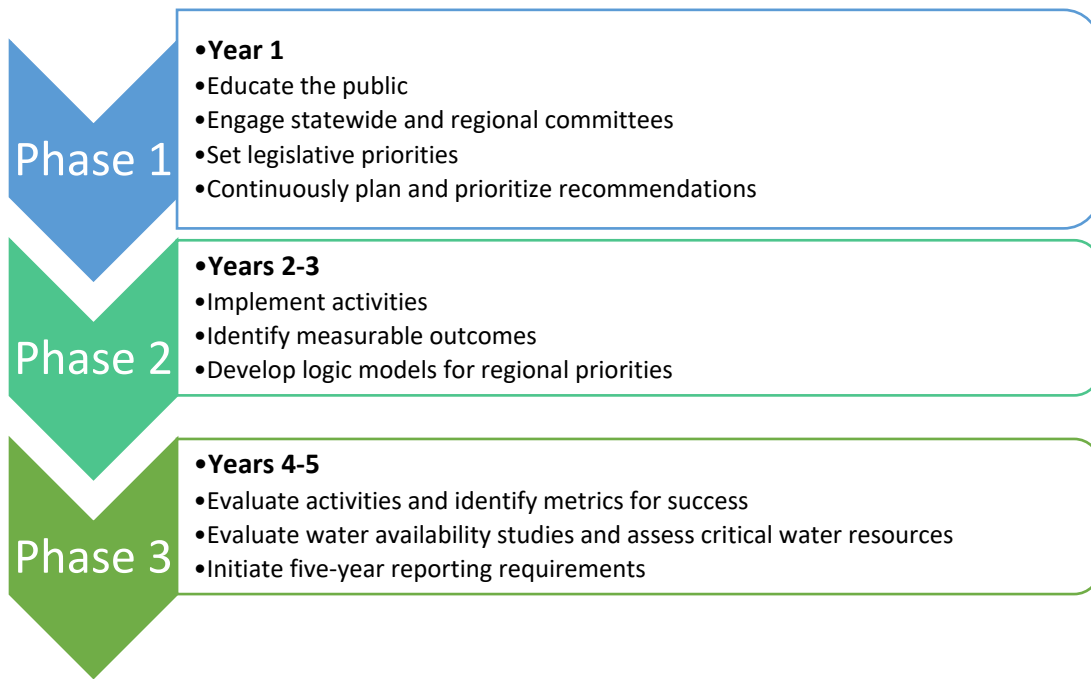 Phase 1
•Year 1
•Educate the public
•Engage statewide and regional committees
•Set legislative priorities
•Continuously plan and prioritize recommendations
Phase 2
•Years 2-3
•Implement activities
•Identify measurable outcomes
•Develop logic models for regional priorities
Phase 3
•Years 4-5
•Evaluate activities and identify metrics for success
•Evaluate water availability studies and assess critical water resources
•Initiate five-year reporting requirements